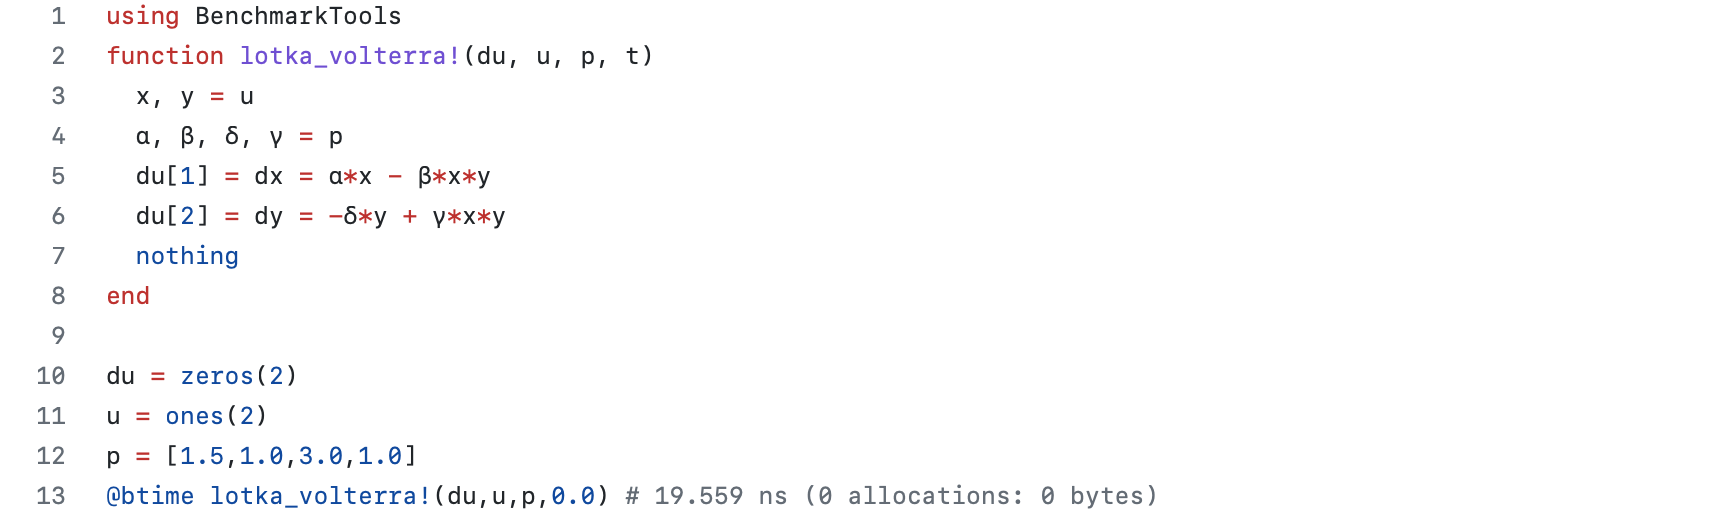 1 using BenchmarkTools
2 function lotka_volterra!(du, u, p, t)
3   x, y = u
4   α, β, δ, γ = p
5   du[1] = dx = α*x - β*x*y
6   du[2] = dy = -δ*y + γ*x*y
7   nothing
8 end
9
10 du = zeros(2)
11 u = ones(2)
12 p = [1.5,1.0,3.0,1.0]
13 @btime lotka_volterra!(du,u,p,0.0) # 19.559 ns (0 allocations: 0 bytes)